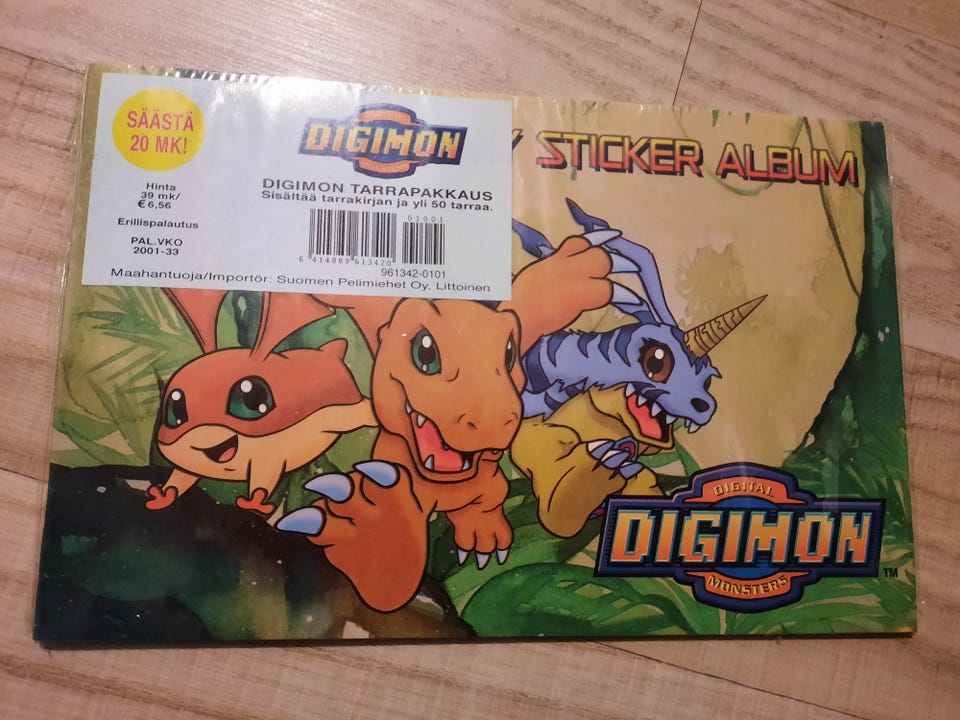 SÄÄSTÄ
20 MK!
Hinta
39 mk/
€ 6,56
Erillispalautus
PAL.VKO
2001-33
DIGIMON
DIGIMON TARRAPAKKAUS
Sisältää tarrakirjan ja yli 50 tarraa.
01001
6 414889 613420
961342-0101
Maahantuoja/Importör: Suomen Pelimiehet Oy, Littoinen
STICKER ALBUM
DIGITAL
DIGIMON
MONSTERS
TM